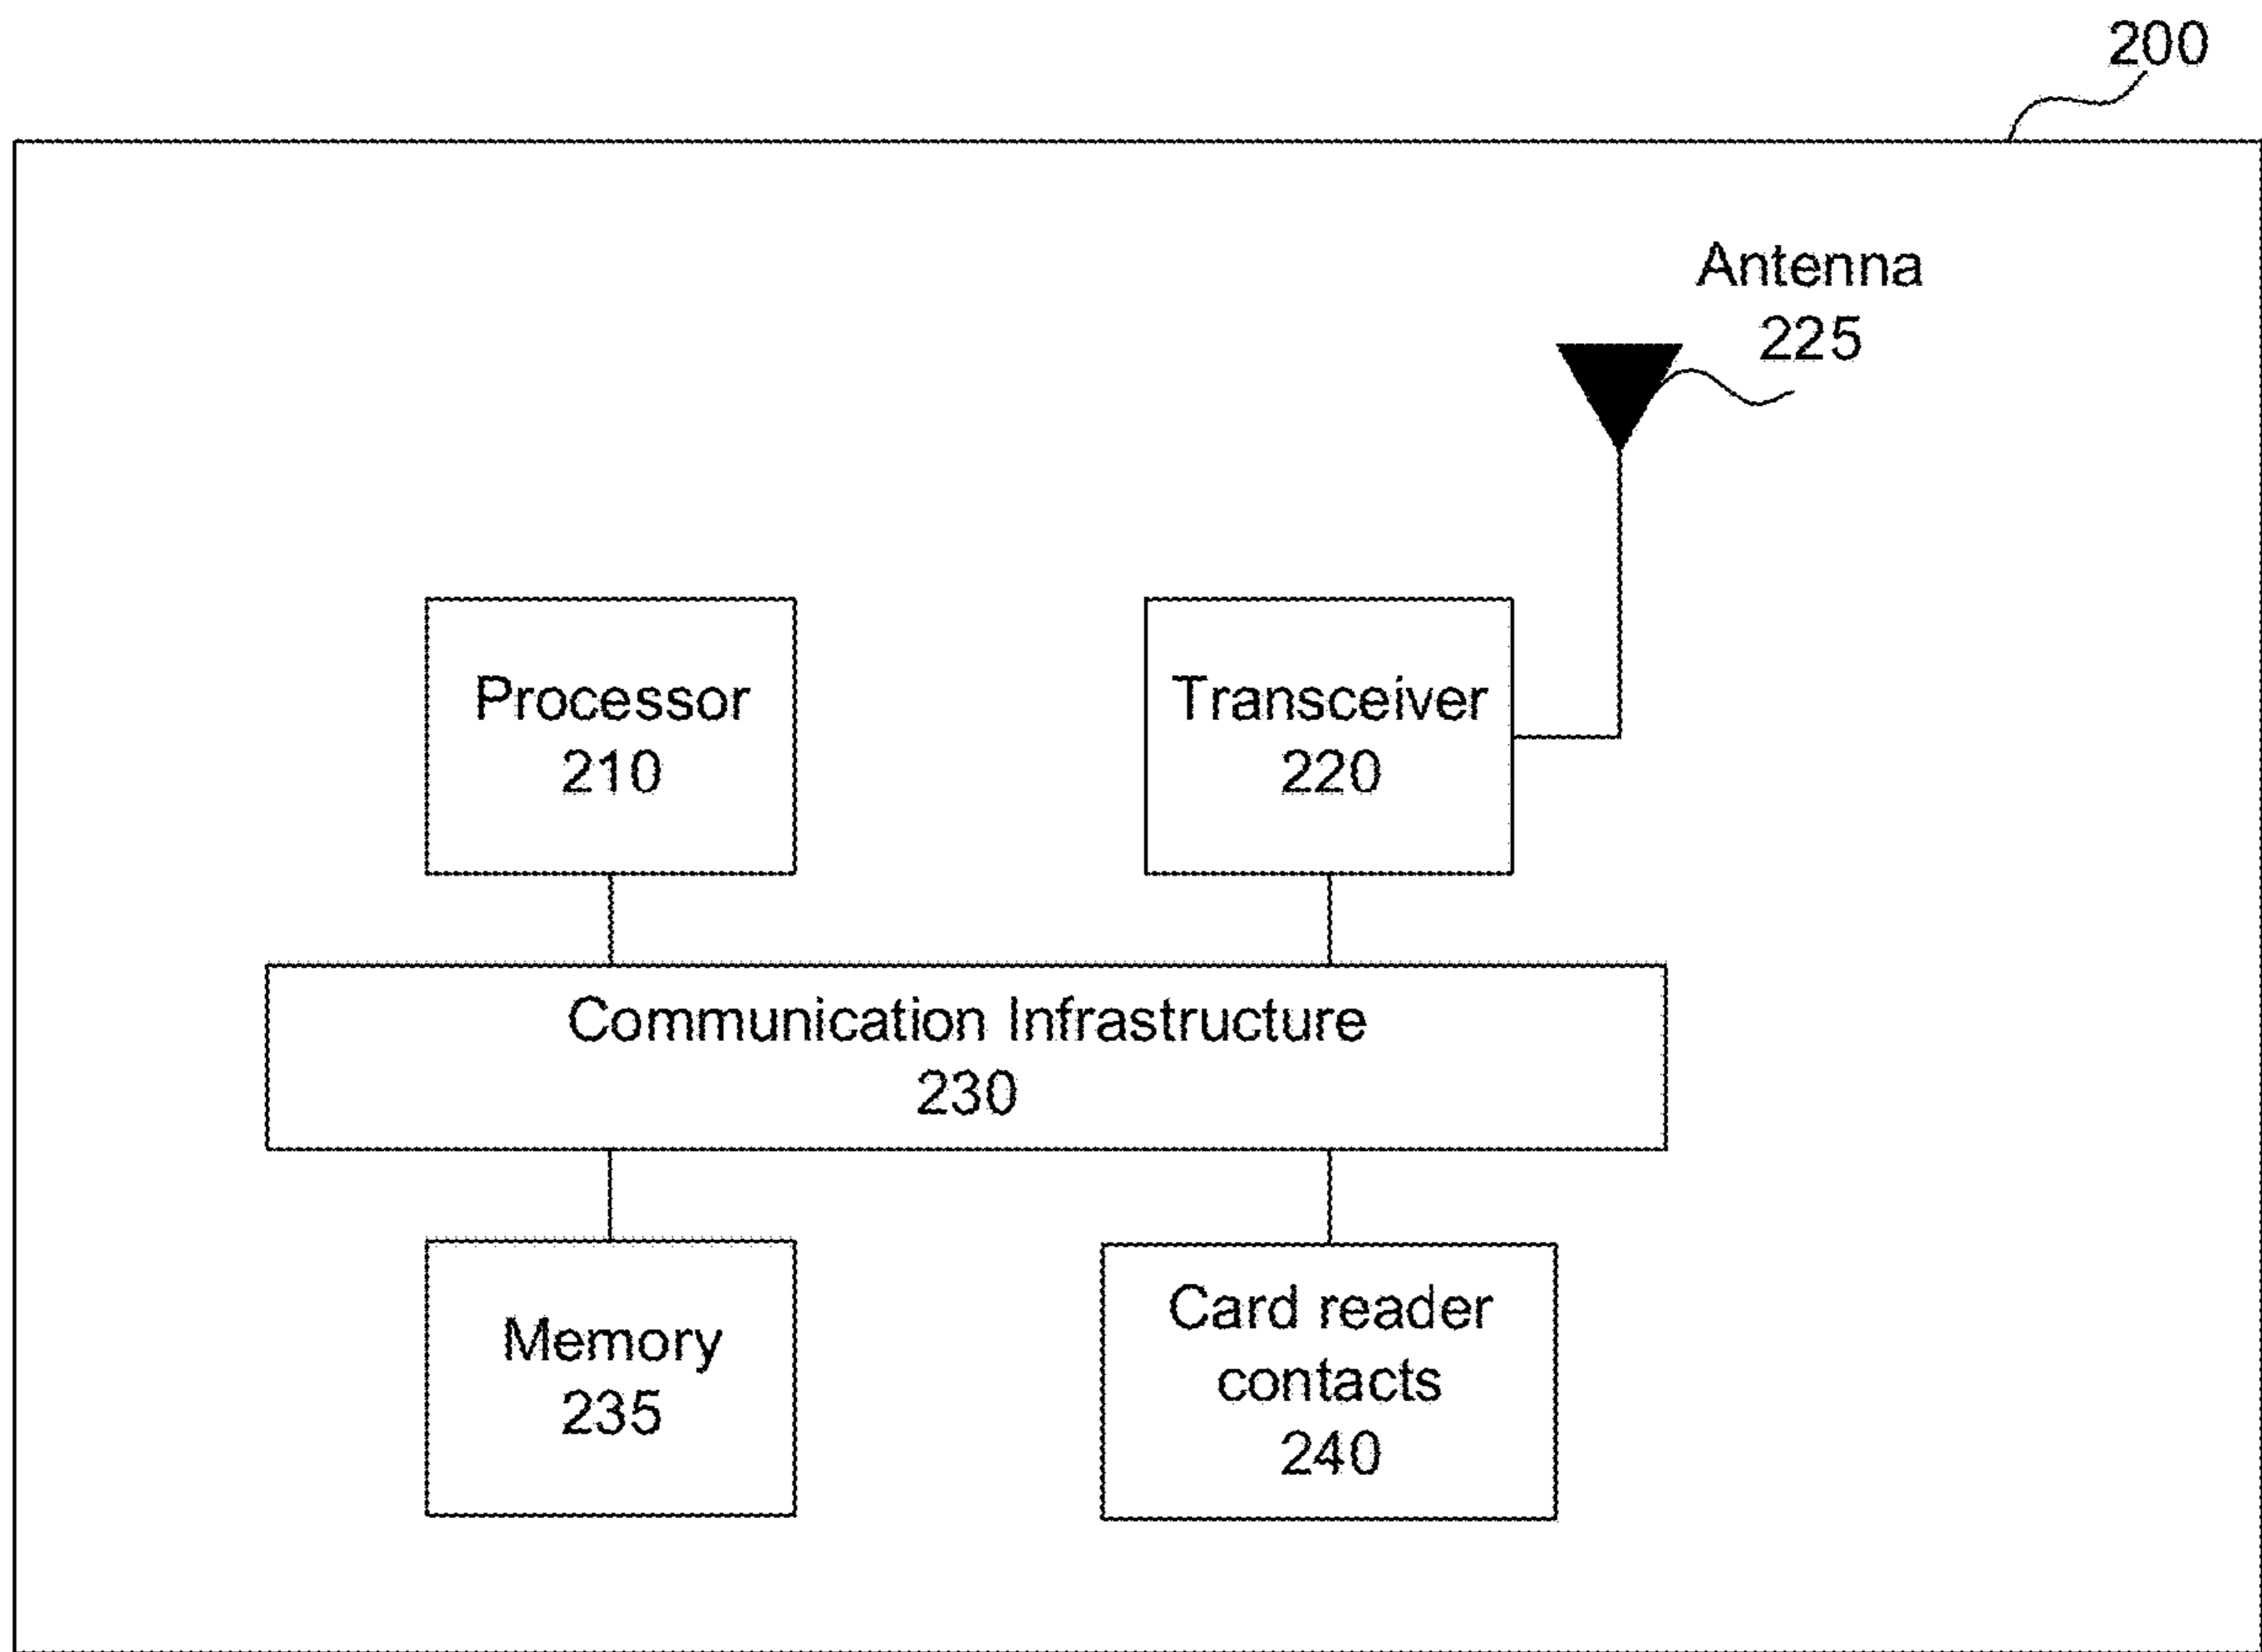 200
Antenna
225
Processor
210
Transceiver
220
Communication Infrastructure
230
Memory
235
Card reader
contacts
240